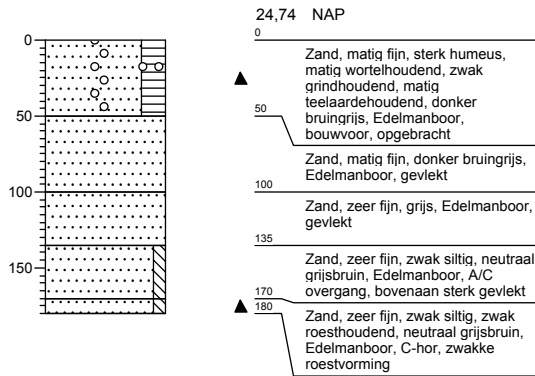 24,74 NAP
0
0
Zand, matig fijn, sterk humeus,
matig wortelhoudend, zwak
grindhoudend, matig
teelaardehoudend, donker
bruingrijs, Edelmanboor,
bouwvoor, opgebracht
50
50
Zand, matig fijn, donker bruingrijs,
Edelmanboor, gevlekt
100
100
Zand, zeer fijn, grijs, Edelmanboor,
gevlekt
135
Zand, zeer fijn, zwak siltig, neutraal
grijsbruin, Edelmanboor, A/C
overgang, bovenaan sterk gevlekt
150
170
180
Zand, zeer fijn, zwak siltig, zwak
roesthoudend, neutraal grijsbruin,
Edelmanboor, C-hor, zwakke
roestvorming